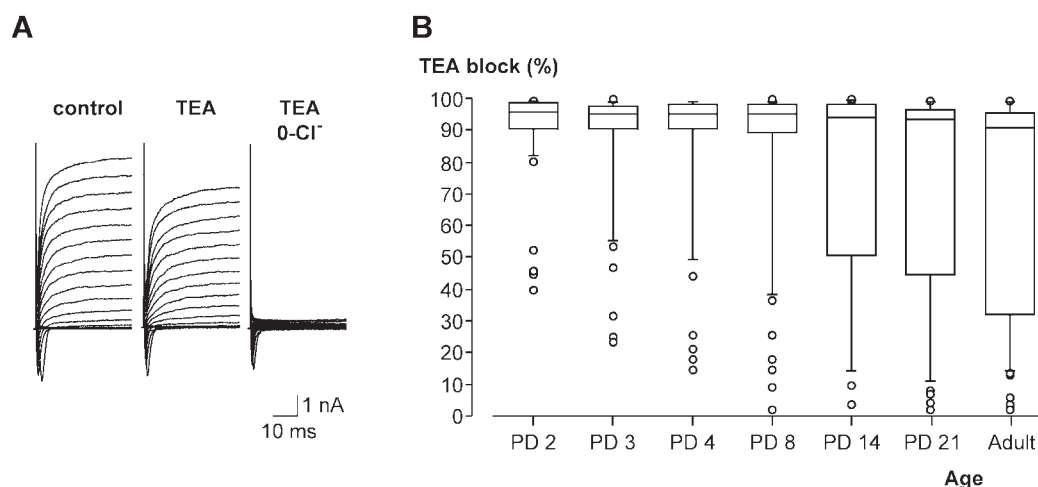 A
control
TEA
TEA
0-Cl⁻
1 nA
10 ms
B
TEA block (%)
100
90
80
70
60
50
40
30
20
10
0
PD 2 PD 3 PD 4 PD 8 PD 14 PD 21 Adult
Age